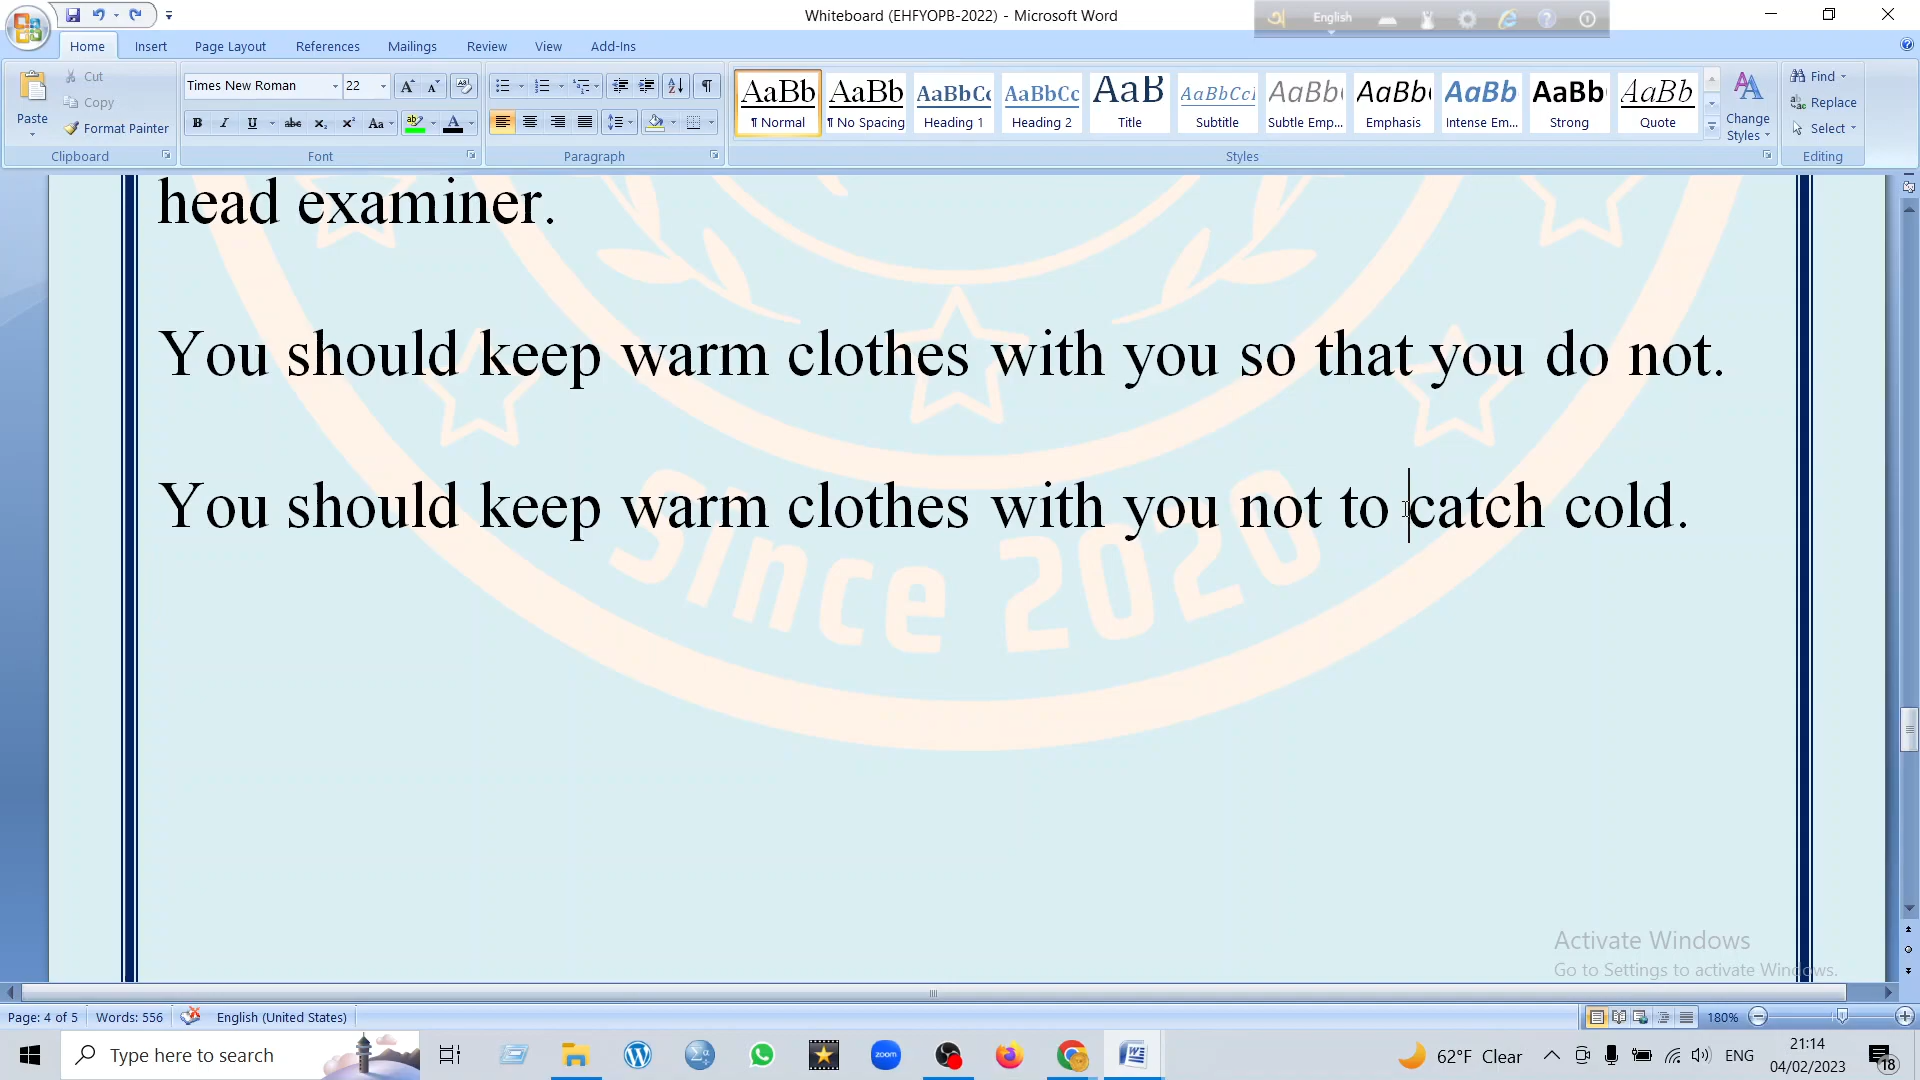 Whiteboard (EHFYOPB-2022) - Microsoft Word
English
Home Insert Page Layout References Mailings Review View Add-Ins
Paste
Cut
Copy
Format Painter
Clipboard
Times New Roman 22
Font
Paragraph
AaBb AaBb AaBbCc AaBbCc AaB AaBbCcI AaBb AaBb AaBb AaBb AaBb
¶ Normal ¶ No Spacing Heading 1 Heading 2 Title Subtitle Subtle Emp... Emphasis Intense Em... Strong Quote
Change Styles
Styles
Find
Replace
Select
Editing
head examiner.
You should keep warm clothes with you so that you do not.
You should keep warm clothes with you not to catch cold.
Since 2020
Activate Windows
Go to Settings to activate Windows.
Page: 4 of 5 Words: 556 English (United States) 180%
Type here to search
zoom
62°F Clear
ENG
21:14
04/02/2023
18